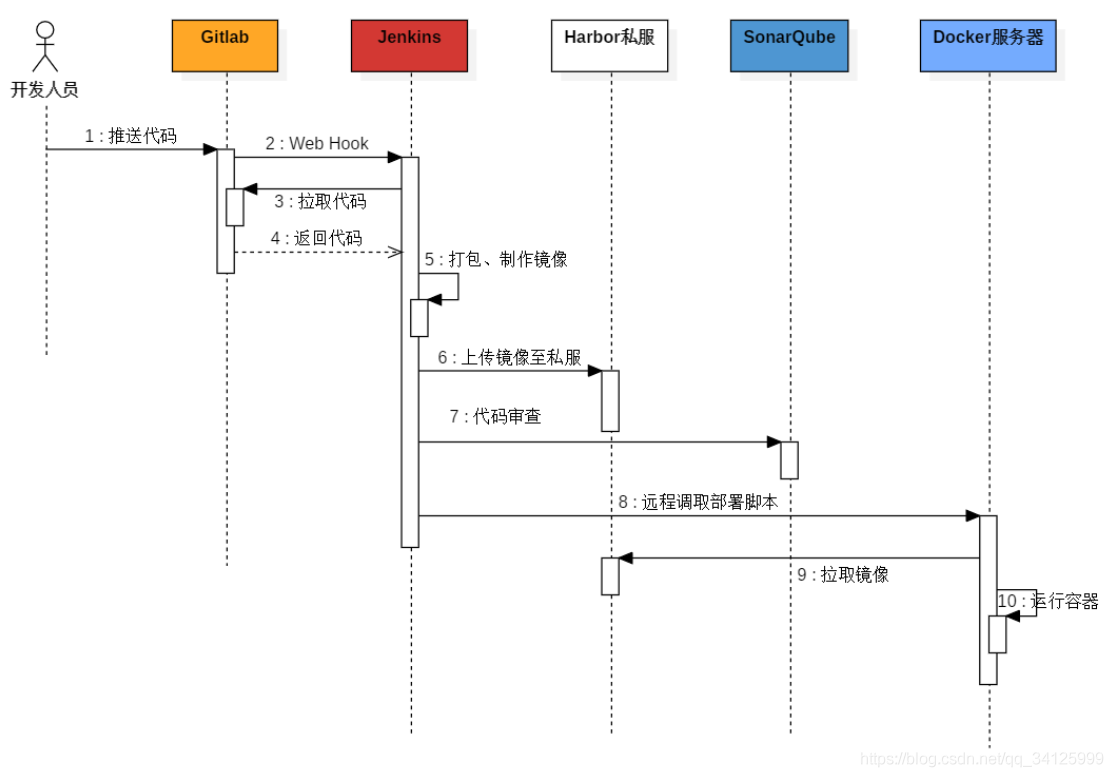 Gitlab
Jenkins
Harbor私服
SonarQube
Docker服务器
开发人员
1 : 推送代码
2 : Web Hook
3 : 拉取代码
4 : 返回代码
5 : 打包、制作镜像
6 : 上传镜像至私服
7 : 代码审查
8 : 远程调取部署脚本
9 : 拉取镜像
10 : 运行容器
https://blog.csdn.net/qq_34125999